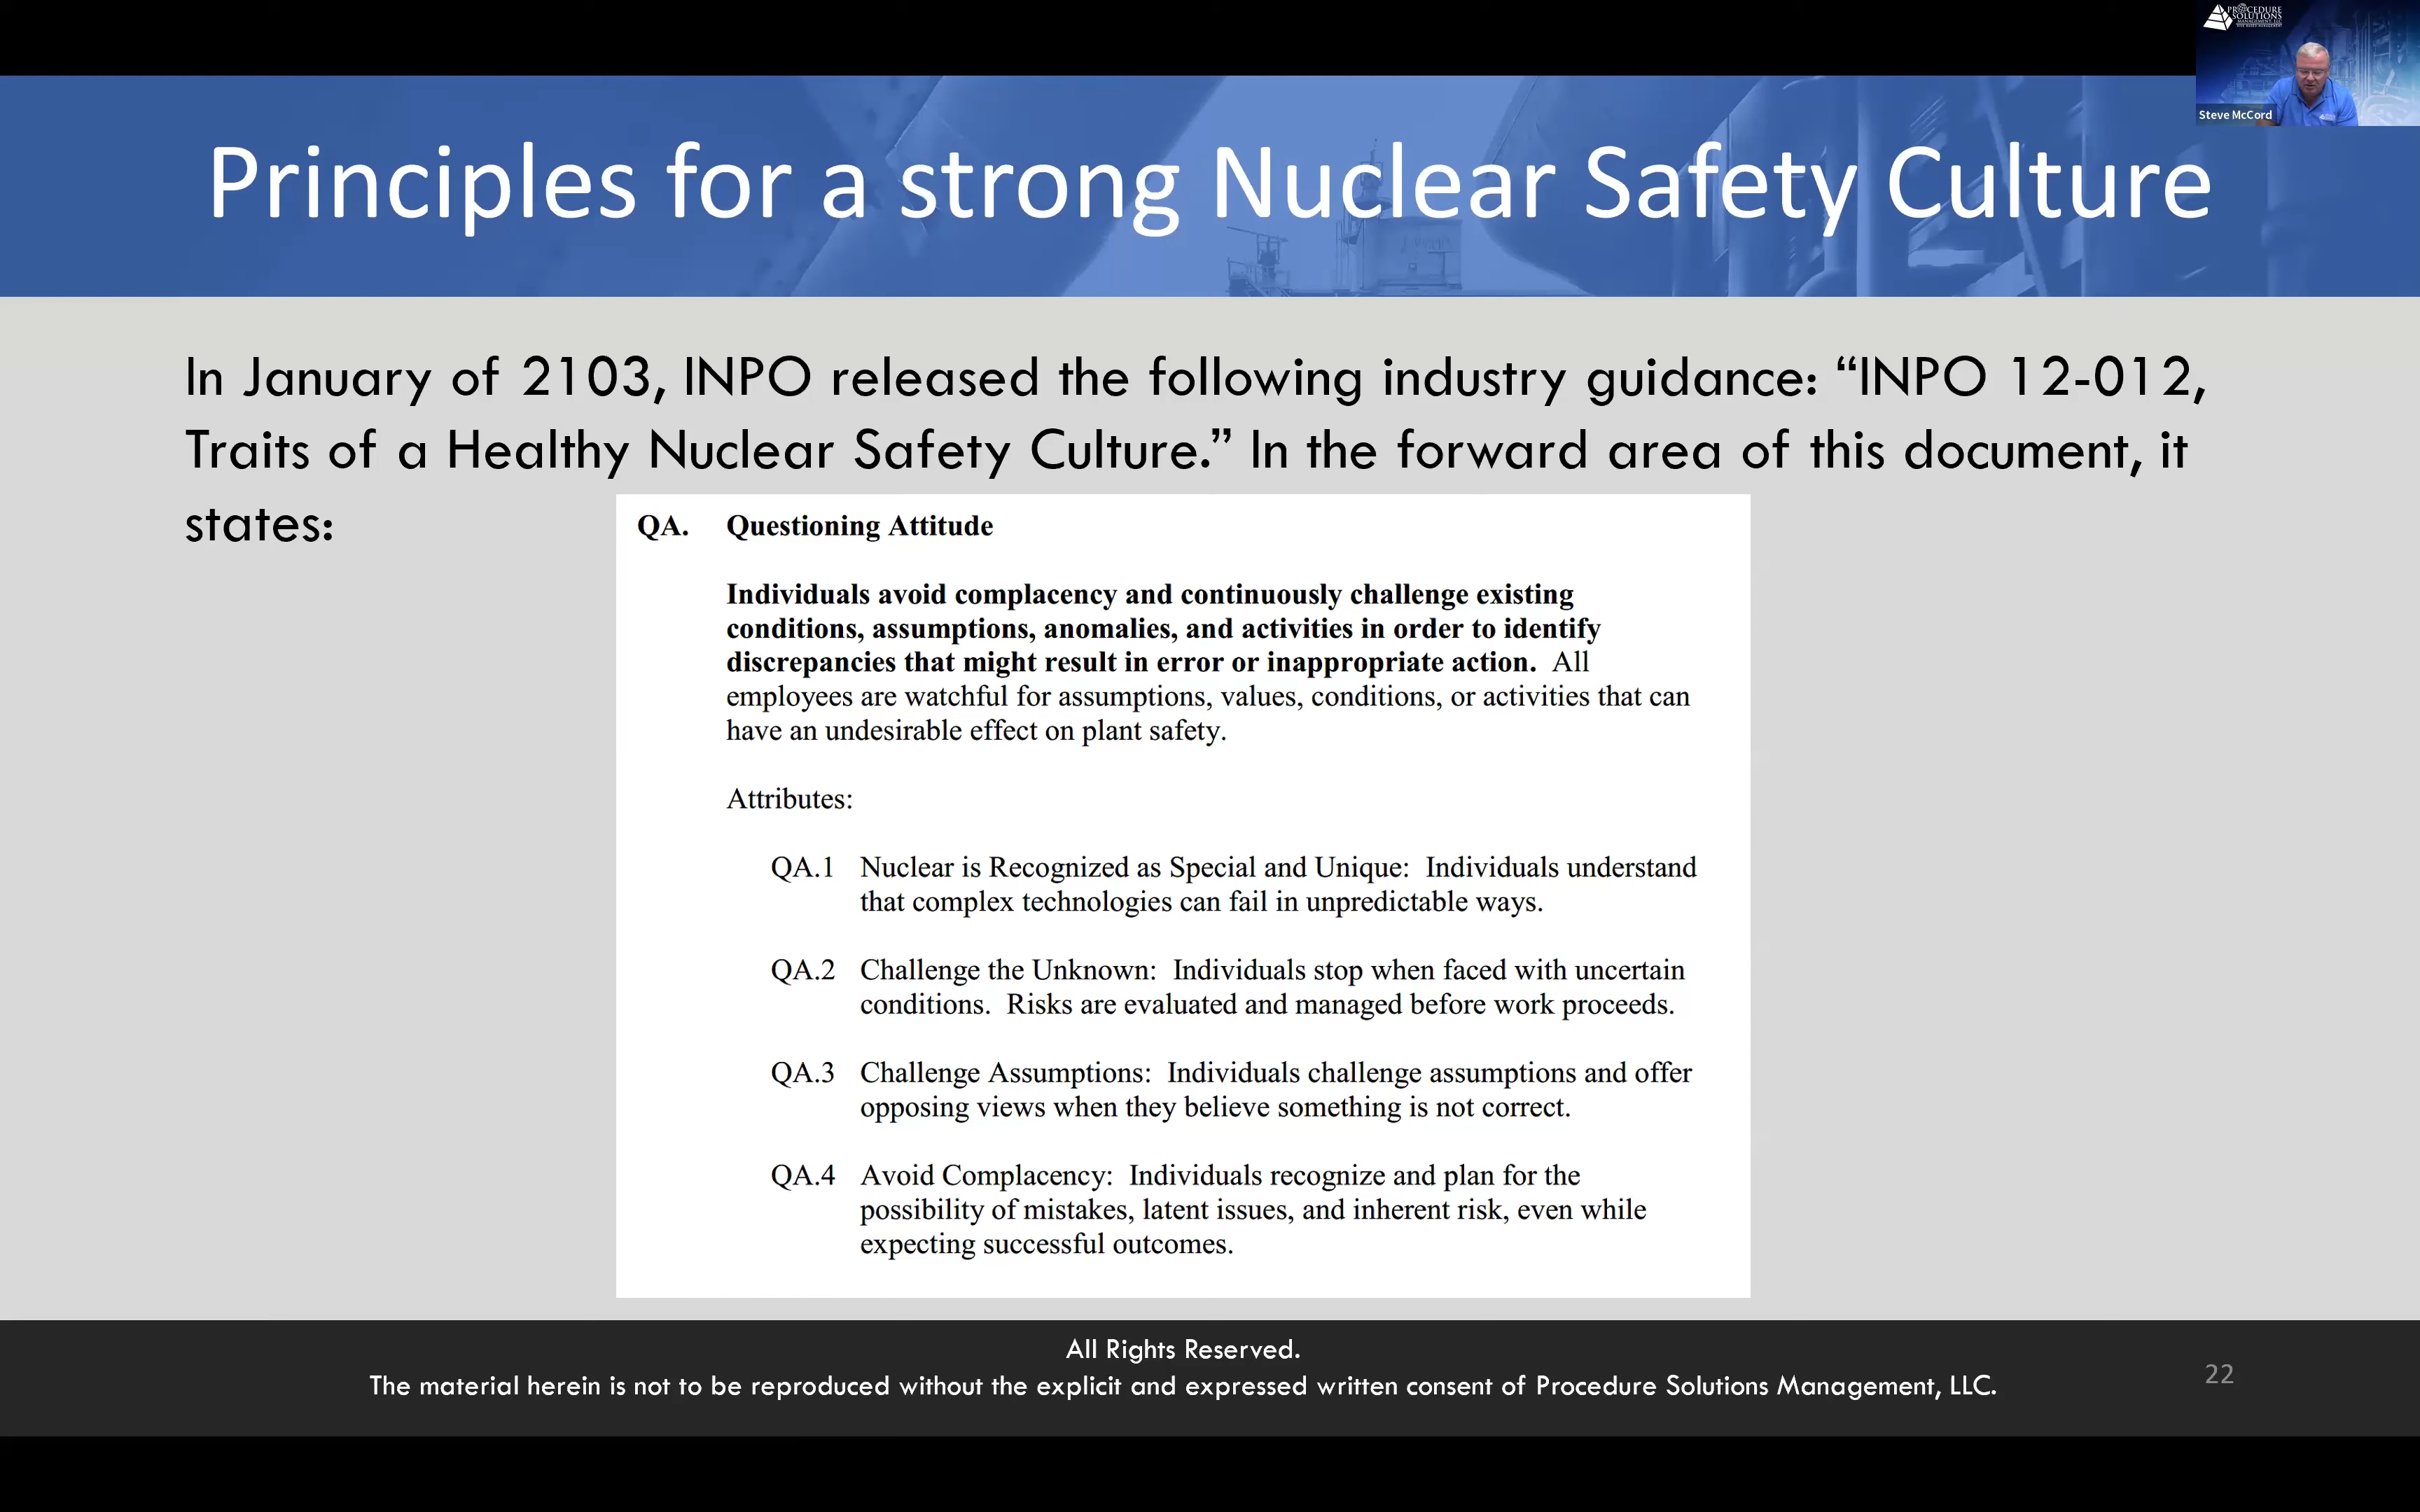 PROCEDURE
SOLUTIONS
Steve McCord
Principles for a strong Nuclear Safety Culture
In January of 2103, INPO released the following industry guidance: “INPO 12-012,
Traits of a Healthy Nuclear Safety Culture.” In the forward area of this document, it
states:
QA. Questioning Attitude
Individuals avoid complacency and continuously challenge existing
conditions, assumptions, anomalies, and activities in order to identify
discrepancies that might result in error or inappropriate action. All
employees are watchful for assumptions, values, conditions, or activities that can
have an undesirable effect on plant safety.
Attributes:
QA.1 Nuclear is Recognized as Special and Unique: Individuals understand
that complex technologies can fail in unpredictable ways.
QA.2 Challenge the Unknown: Individuals stop when faced with uncertain
conditions. Risks are evaluated and managed before work proceeds.
QA.3 Challenge Assumptions: Individuals challenge assumptions and offer
opposing views when they believe something is not correct.
QA.4 Avoid Complacency: Individuals recognize and plan for the
possibility of mistakes, latent issues, and inherent risk, even while
expecting successful outcomes.
All Rights Reserved.
The material herein is not to be reproduced without the explicit and expressed written consent of Procedure Solutions Management, LLC.
22